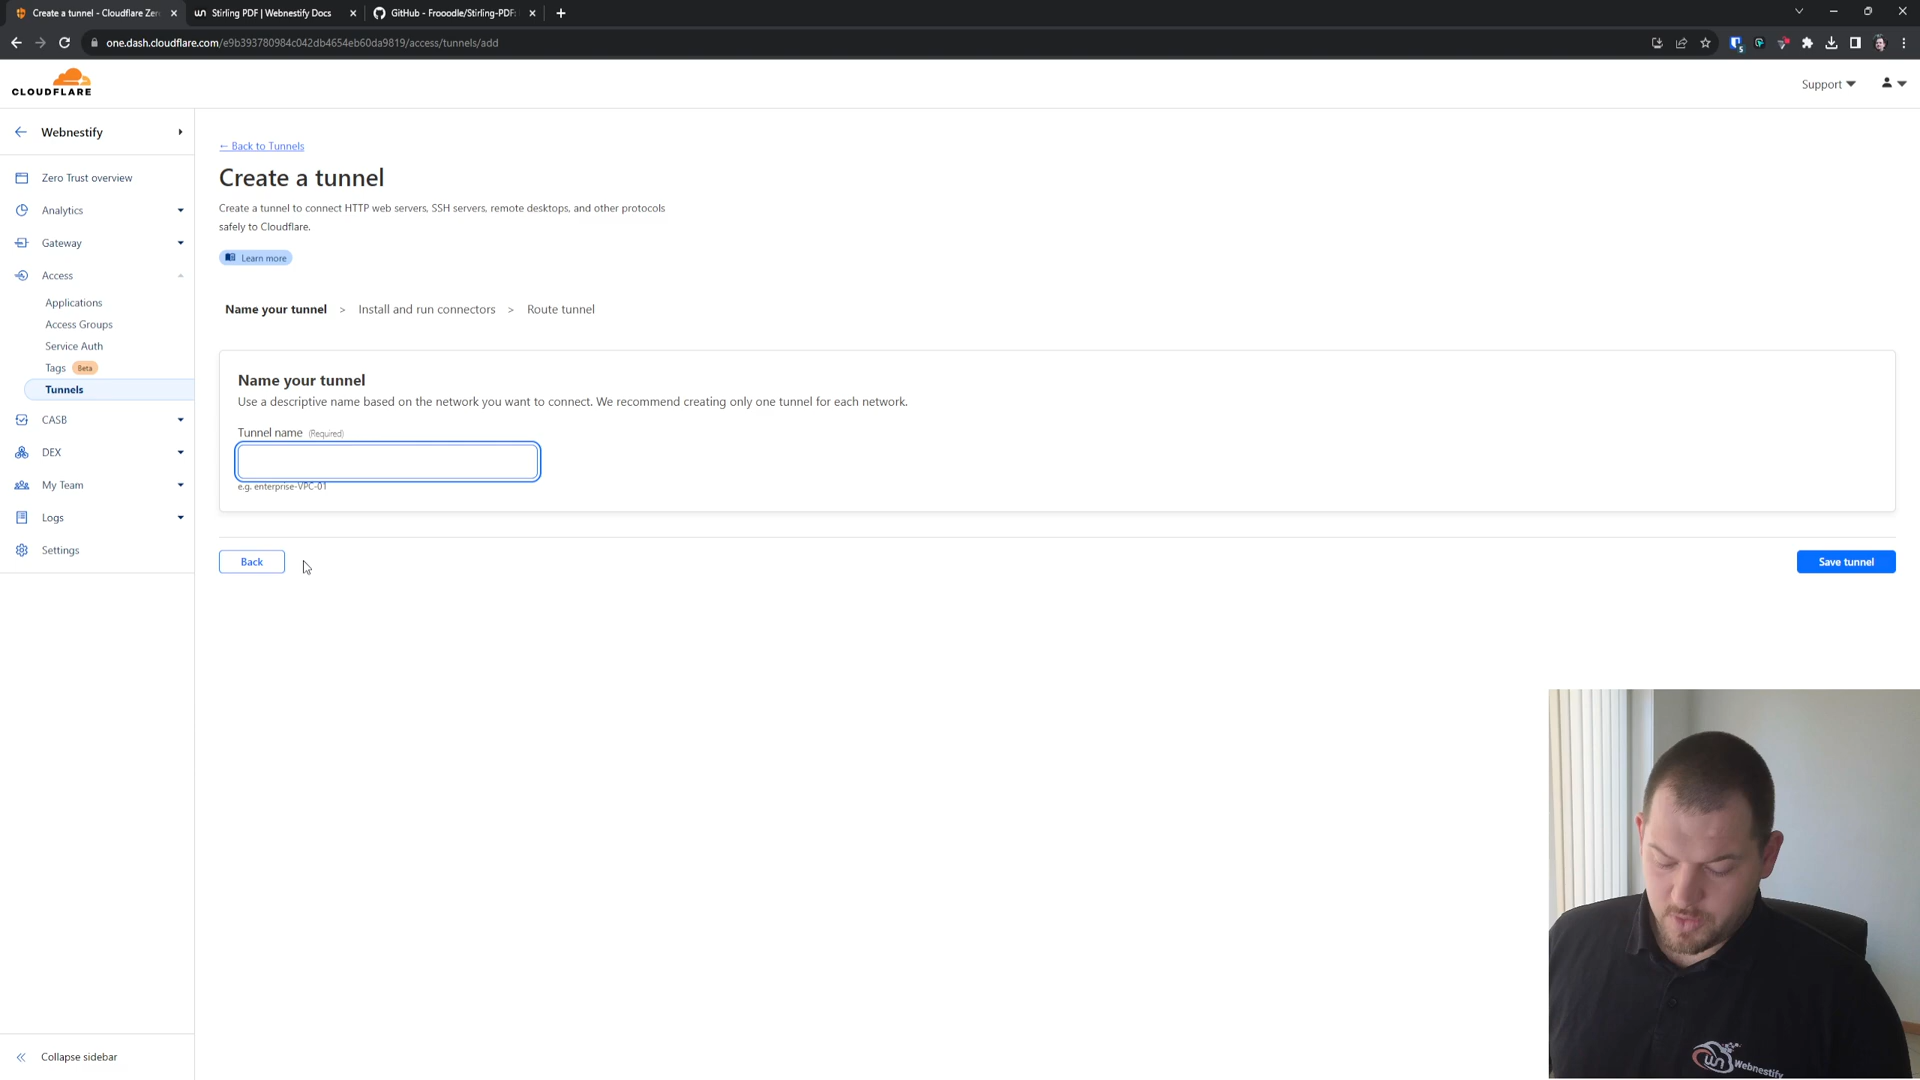 Create a tunnel - Cloudflare Zer
Stirling PDF | Webnestify Docs
GitHub - Frooodle/Stirling-PDF:
one.dash.cloudflare.com/e9b393780984c042db4654eb60da9819/access/tunnels/add
CLOUDFLARE
Support
Webnestify
Zero Trust overview
Analytics
Gateway
Access
Applications
Access Groups
Service Auth
Tags Beta
Tunnels
CASB
DEX
My Team
Logs
Settings
Collapse sidebar
← Back to Tunnels
Create a tunnel
Create a tunnel to connect HTTP web servers, SSH servers, remote desktops, and other protocols
safely to Cloudflare.
Learn more
Name your tunnel > Install and run connectors > Route tunnel
Name your tunnel
Use a descriptive name based on the network you want to connect. We recommend creating only one tunnel for each network.
Tunnel name (Required)
e.g. enterprise-VPC-01
Back
Save tunnel
Webnestify